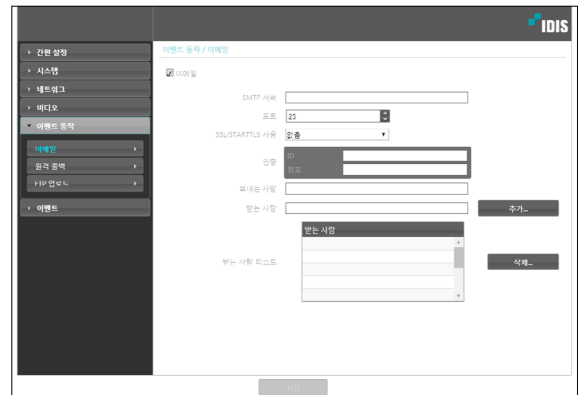 IDIS
간편 설정
시스템
네트워크
비디오
이벤트 동작
이메일
원격 콜백
FTP 업로드
이벤트
이벤트 동작 / 이메일
이메일
SMTP 서버
포트 25
SSL/STARTTLS 사용 없음
인증 ID
암호
보내는 사람
받는 사람 추가...
받는 사람
받는 사람 리스트 삭제...